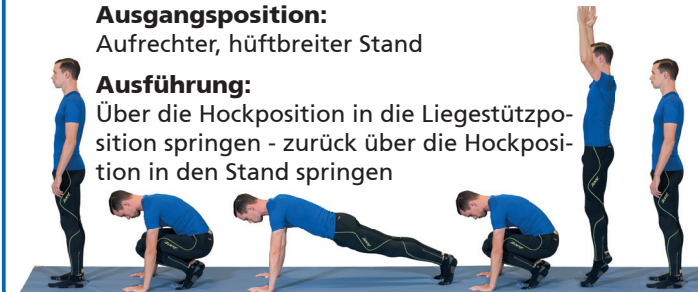 Ausgangsposition:
Aufrechter, hüftbreiter Stand
Ausführung:
Über die Hockposition in die Liegestützpo-
sition springen - zurück über die Hockposi-
tion in den Stand springen